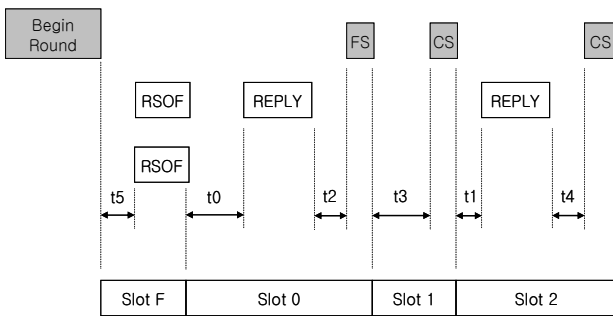 Begin
Round
FS
CS
CS
RSOF
REPLY
REPLY
RSOF
t5
t0
t2
t3
t1
t4
Slot F
Slot 0
Slot 1
Slot 2